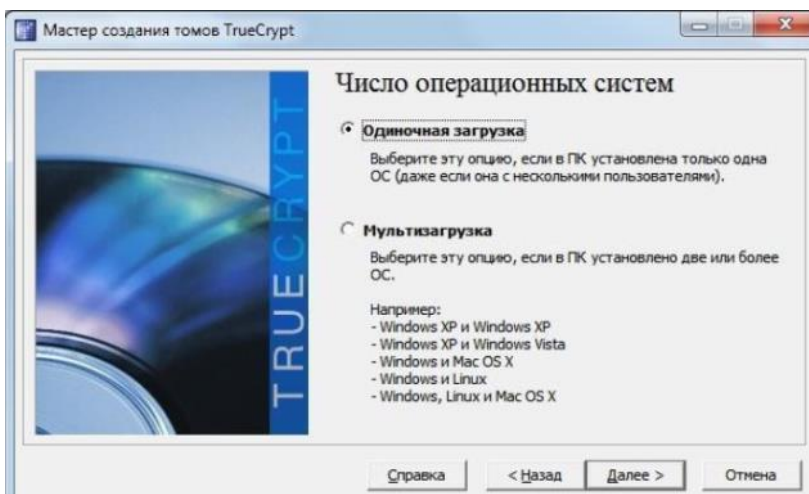 Мастер создания томов TrueCrypt
TRUECRYPT
Число операционных систем
Одиночная загрузка
Выберите эту опцию, если в ПК установлена только одна
ОС (даже если она с несколькими пользователями).
Мультизагрузка
Выберите эту опцию, если в ПК установлено две или более
ОС.
Например:
- Windows XP и Windows XP
- Windows XP и Windows Vista
- Windows и Mac OS X
- Windows и Linux
- Windows, Linux и Mac OS X
Справка
< Назад
Далее >
Отмена